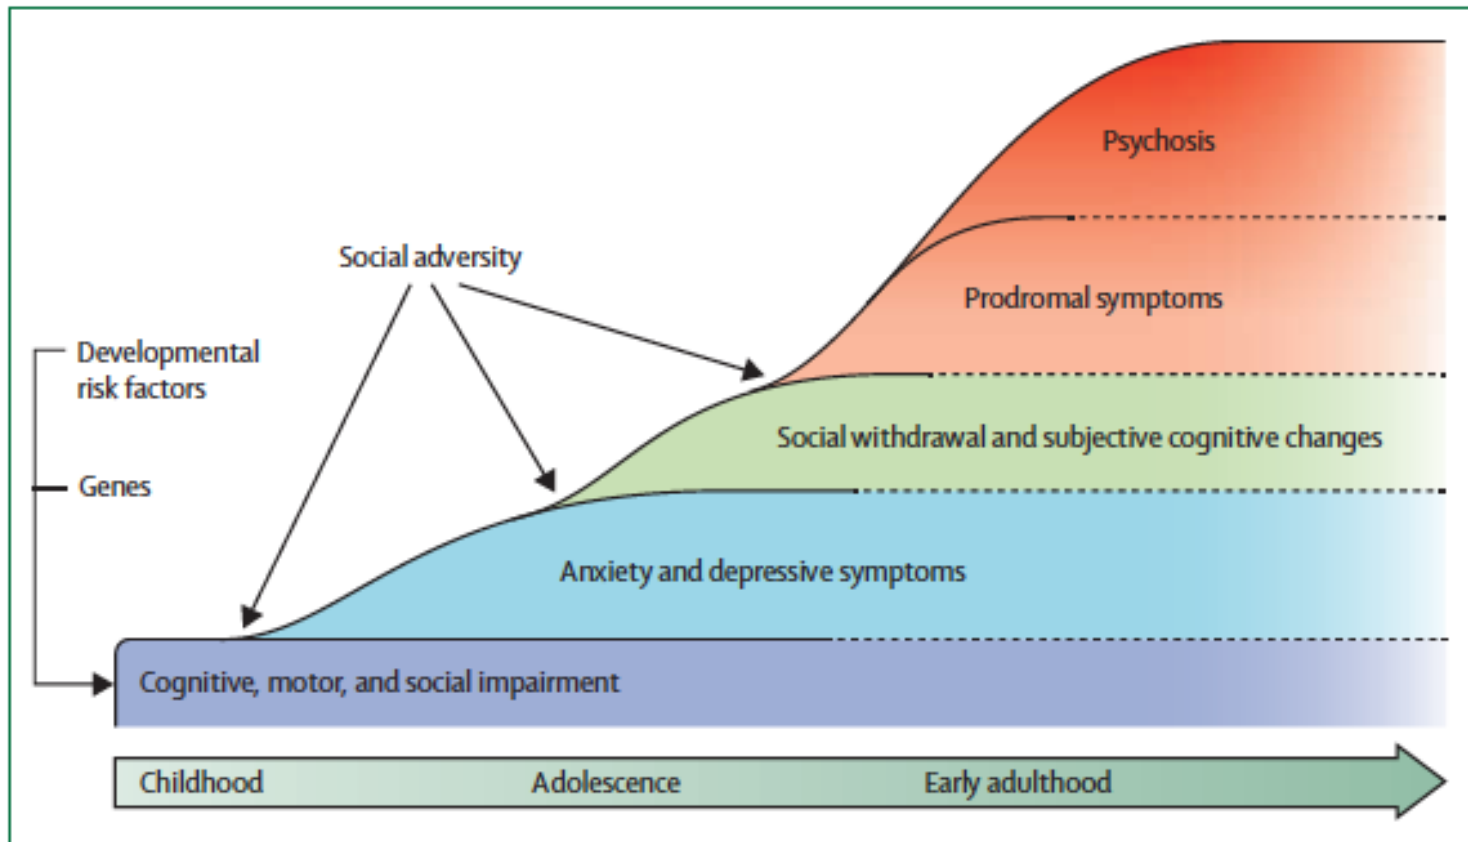 Psychosis
Social adversity
Prodromal symptoms
Developmental
risk factors
Social withdrawal and subjective cognitive changes
Genes
Anxiety and depressive symptoms
Cognitive, motor, and social impairment
Childhood
Adolescence
Early adulthood